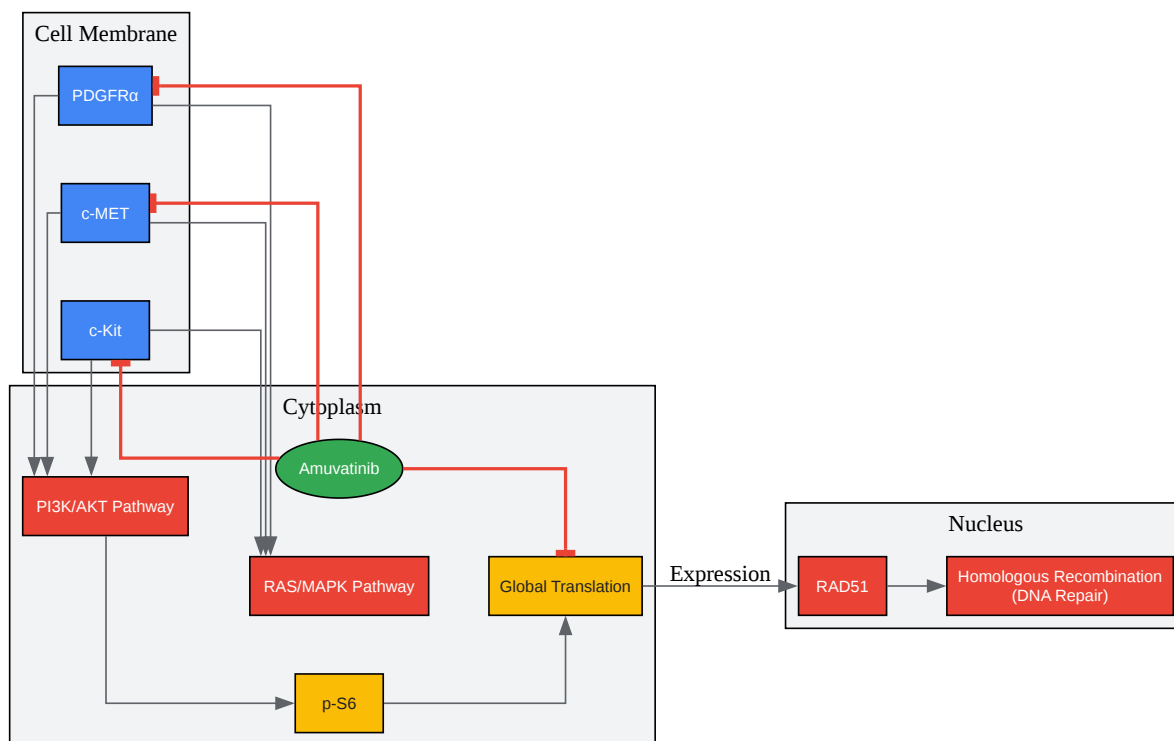 Cell Membrane
PDGFRα
c-MET
c-Kit
Cytoplasm
Amuvatinib
PI3K/AKT Pathway
RAS/MAPK Pathway
Global Translation
p-S6
Expression
Nucleus
RAD51
Homologous Recombination
(DNA Repair)